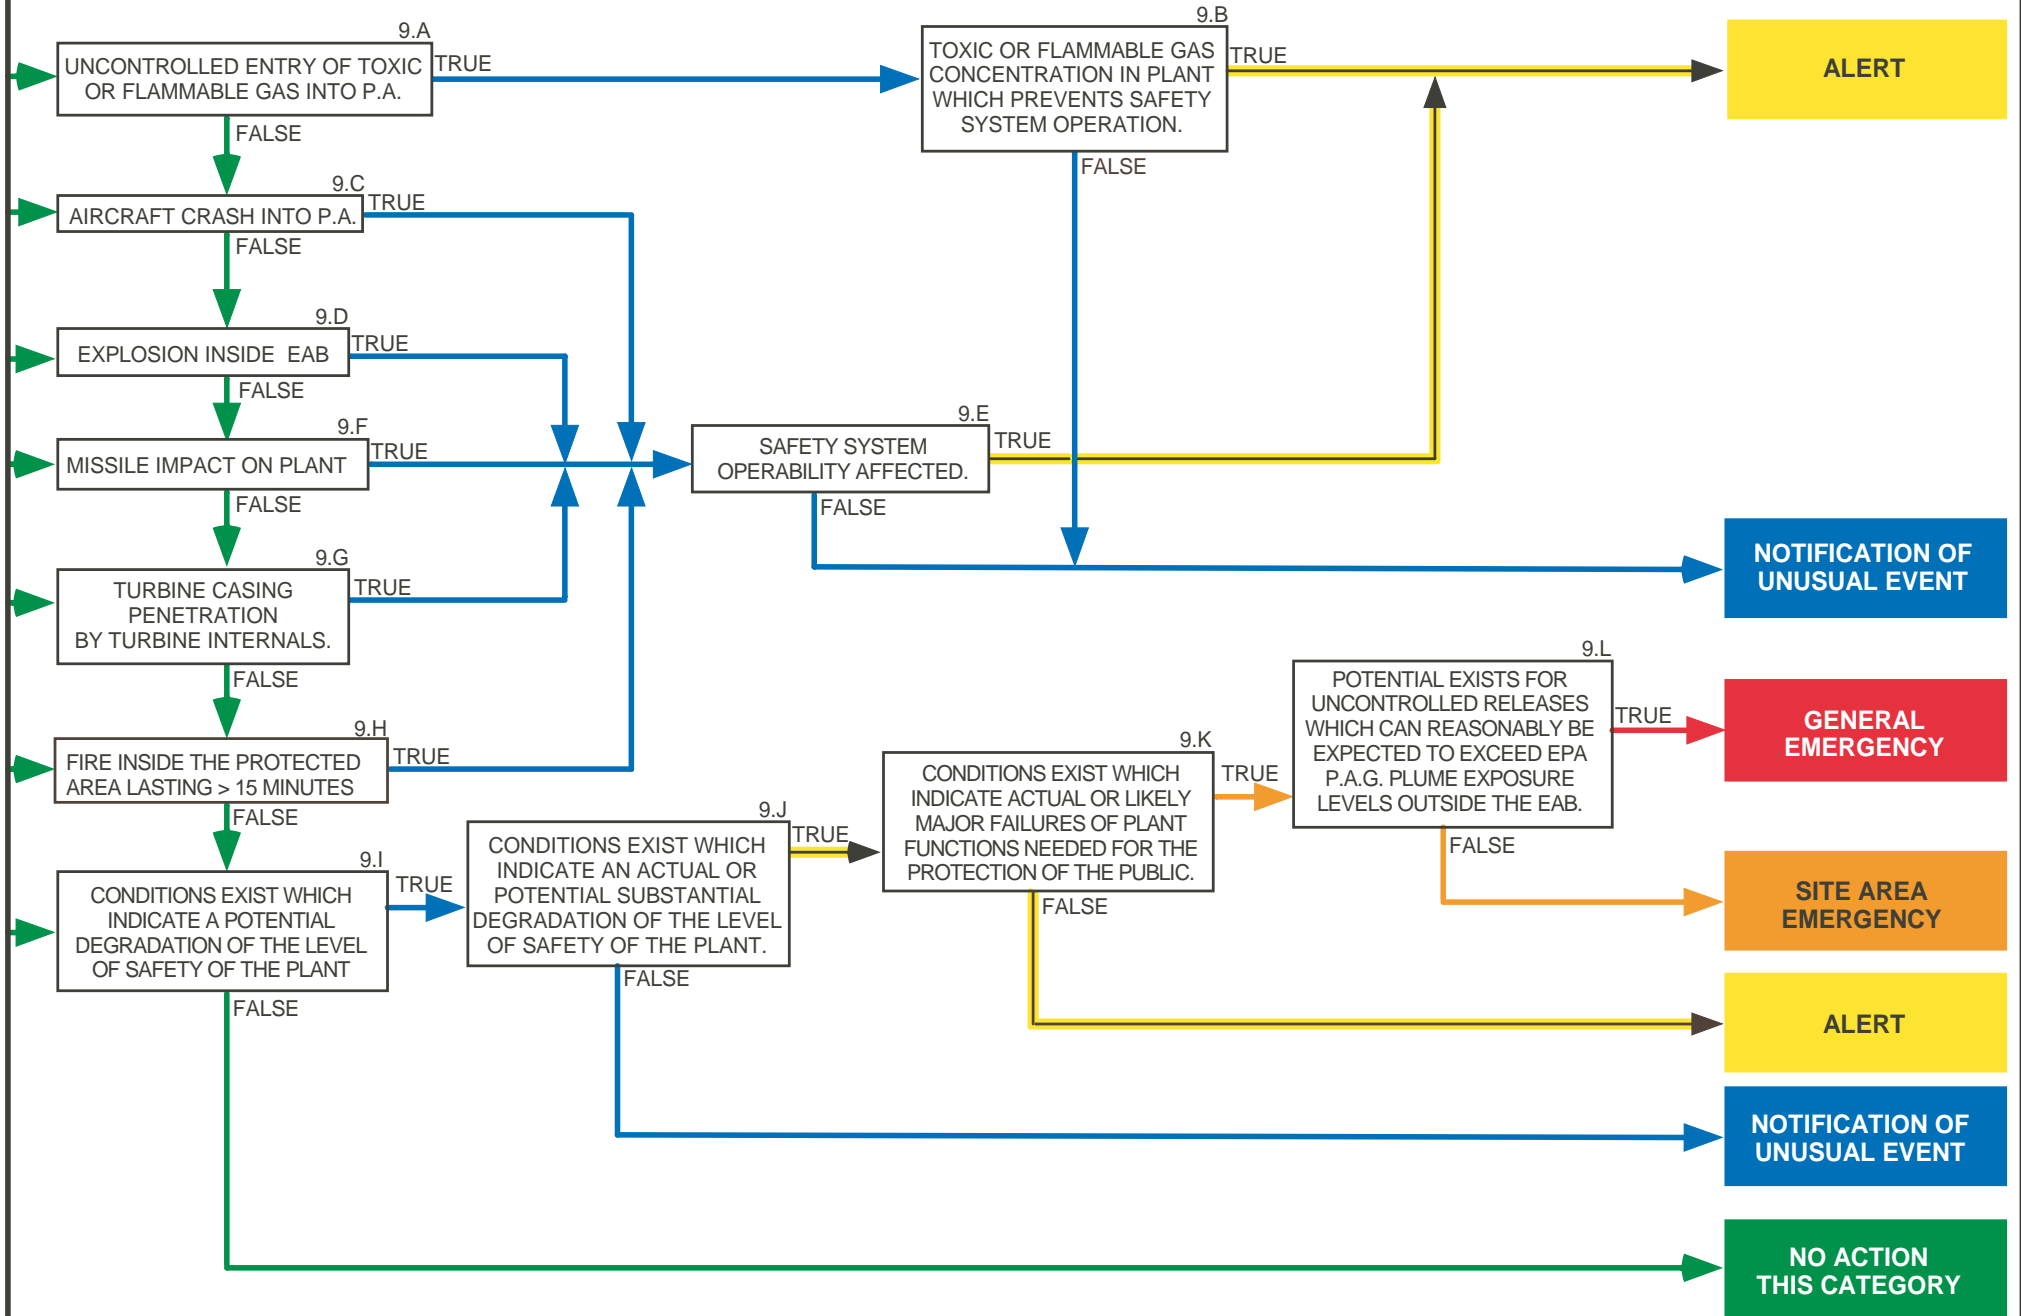 9.A
UNCONTROLLED ENTRY OF TOXIC
OR FLAMMABLE GAS INTO P.A.
TRUE
FALSE
9.B
TOXIC OR FLAMMABLE GAS
CONCENTRATION IN PLANT
WHICH PREVENTS SAFETY
SYSTEM OPERATION.
TRUE
FALSE
ALERT
9.C
AIRCRAFT CRASH INTO P.A.
TRUE
FALSE
9.D
EXPLOSION INSIDE EAB
TRUE
FALSE
9.F
MISSILE IMPACT ON PLANT
TRUE
FALSE
9.E
SAFETY SYSTEM
OPERABILITY AFFECTED.
TRUE
FALSE
NOTIFICATION OF
UNUSUAL EVENT
9.G
TURBINE CASING
PENETRATION
BY TURBINE INTERNALS.
TRUE
FALSE
9.H
FIRE INSIDE THE PROTECTED
AREA LASTING > 15 MINUTES
TRUE
FALSE
9.I
CONDITIONS EXIST WHICH
INDICATE A POTENTIAL
DEGRADATION OF THE LEVEL
OF SAFETY OF THE PLANT
TRUE
FALSE
9.J
CONDITIONS EXIST WHICH
INDICATE AN ACTUAL OR
POTENTIAL SUBSTANTIAL
DEGRADATION OF THE LEVEL
OF SAFETY OF THE PLANT.
TRUE
FALSE
9.K
CONDITIONS EXIST WHICH
INDICATE ACTUAL OR LIKELY
MAJOR FAILURES OF PLANT
FUNCTIONS NEEDED FOR THE
PROTECTION OF THE PUBLIC.
TRUE
FALSE
9.L
POTENTIAL EXISTS FOR
UNCONTROLLED RELEASES
WHICH CAN REASONABLY BE
EXPECTED TO EXCEED EPA
P.A.G. PLUME EXPOSURE
LEVELS OUTSIDE THE EAB.
TRUE
FALSE
GENERAL
EMERGENCY
SITE AREA
EMERGENCY
ALERT
NOTIFICATION OF
UNUSUAL EVENT
NO ACTION
THIS CATEGORY